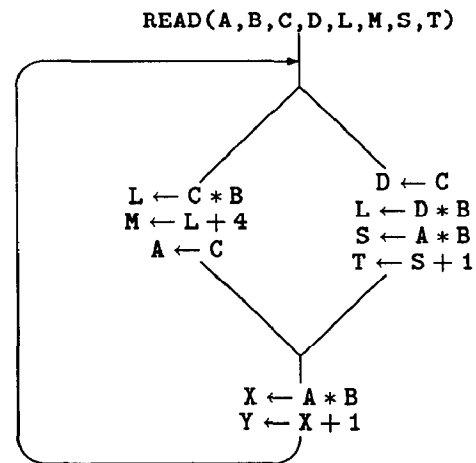 READ(A,B,C,D,L,M,S,T)
L ← C * B
M ← L + 4
A ← C
D ← C
L ← D * B
S ← A * B
T ← S + 1
X ← A * B
Y ← X + 1